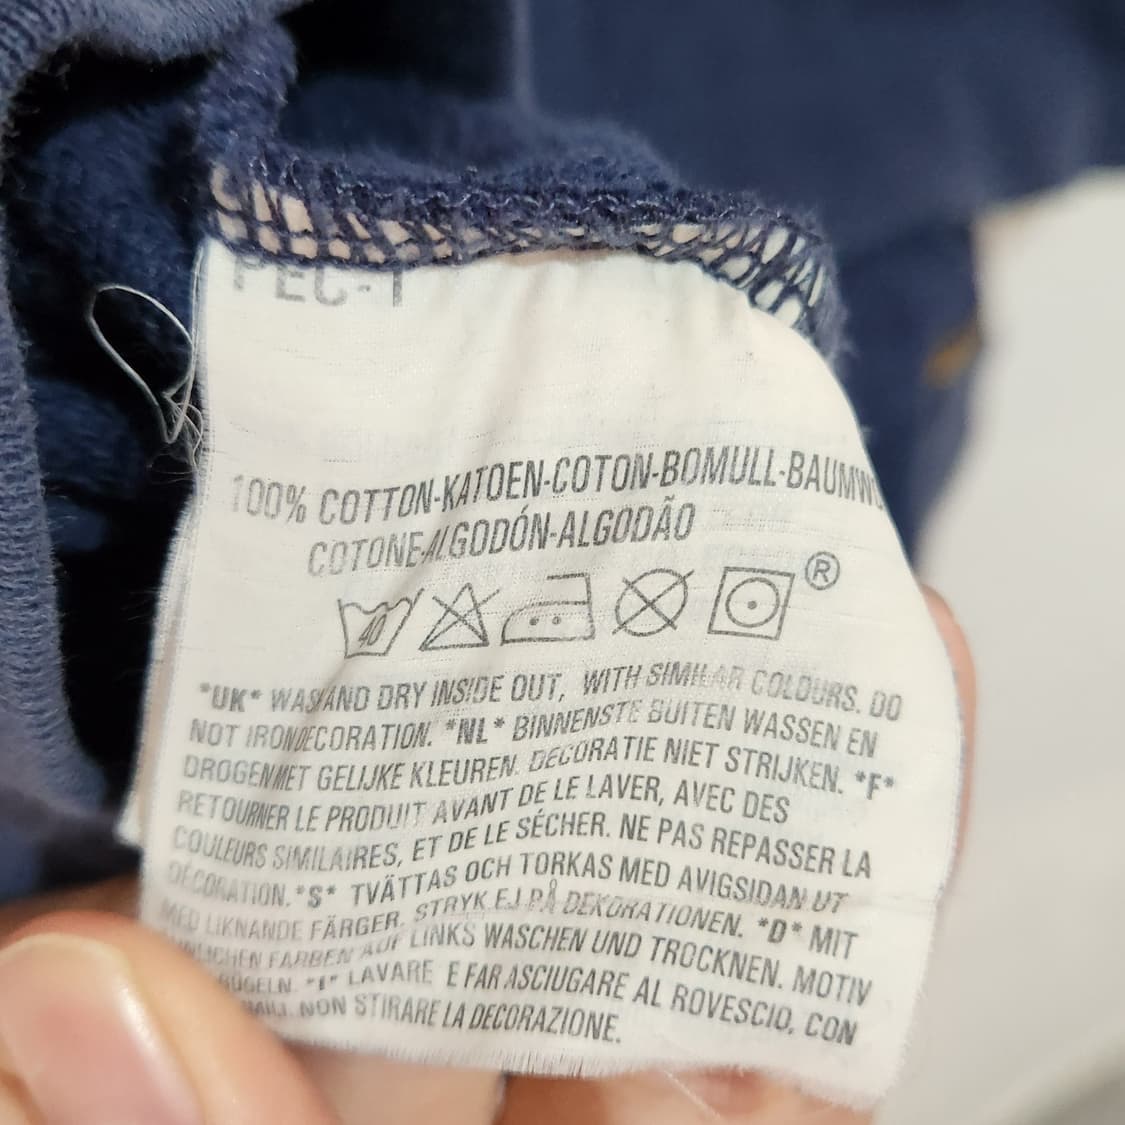 100% COTTON-KATOEN-COTON-BOMULL-BAUMWO
COTONE-ALGODÓN-ALGODÃO
40 ®
*UK* WASH AND DRY INSIDE OUT, WITH SIMILAR COLOURS. DO
NOT IRON DECORATION. *NL* BINNENSTE BUITEN WASSEN EN
DROGEN MET GELIJKE KLEUREN. DECORATIE NIET STRIJKEN. *F*
RETOURNER LE PRODUIT AVANT DE LE LAVER, AVEC DES
COULEURS SIMILAIRES, ET DE LE SÉCHER. NE PAS REPASSER LA
DÉCORATION. *S* TVÄTTAS OCH TORKAS MED AVIGSIDAN UT
MED LIKNANDE FÄRGER. STRYK EJ PÅ DEKORATIONEN. *D* MIT
FARBEN AUF LINKS WASCHEN UND TROCKNEN. MOTIV
BÜGELN. *I* LAVARE E FAR ASCIUGARE AL ROVESCIO, CON
NON STIRARE LA DECORAZIONE.